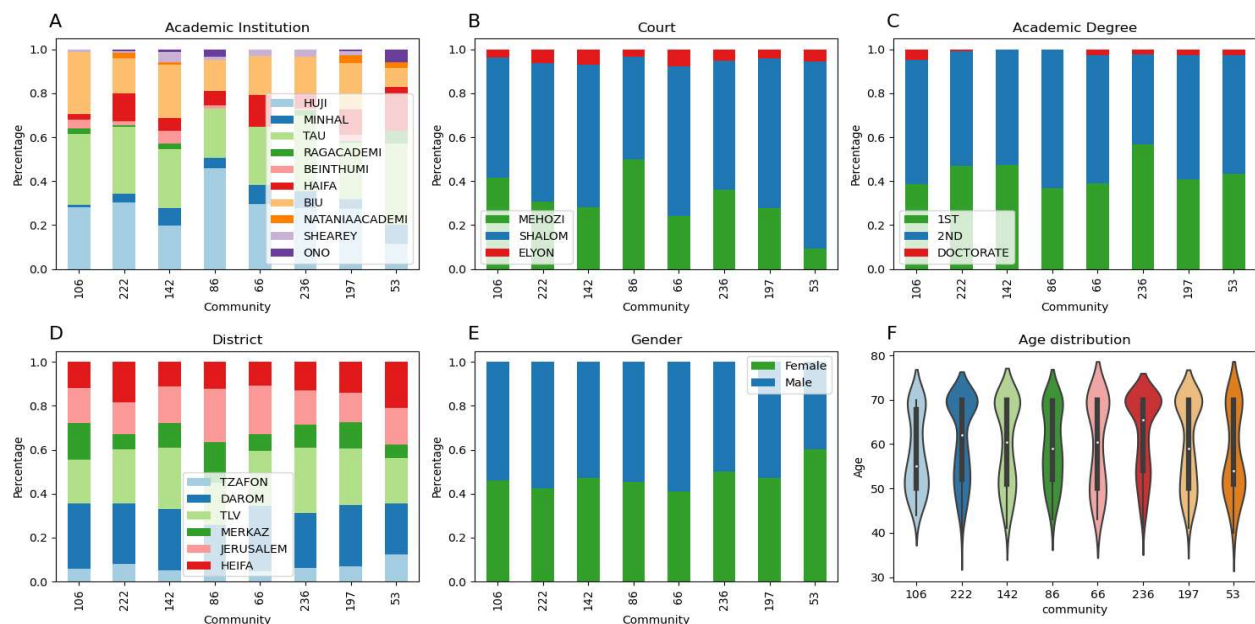 A
Academic Institution
Percentage
1.0
0.8
0.6
0.4
0.2
0.0
HUJI
MINHAL
TAU
RAGACADEMI
BEINTHUMI
HAIFA
BIU
NATANIAACADEMI
SHEAREY
ONO
106 222 142 86 66 236 197 53
Community
B
Court
Percentage
1.0
0.8
0.6
0.4
0.2
0.0
MEHOZI
SHALOM
ELYON
106 222 142 86 66 236 197 53
Community
C
Academic Degree
Percentage
1.0
0.8
0.6
0.4
0.2
0.0
1ST
2ND
DOCTORATE
106 222 142 86 66 236 197 53
Community
D
District
Percentage
1.0
0.8
0.6
0.4
0.2
0.0
TZAFON
DAROM
TLV
MERKAZ
JERUSALEM
HEIFA
106 222 142 86 66 236 197 53
Community
E
Gender
Percentage
1.0
0.8
0.6
0.4
0.2
0.0
Female
Male
106 222 142 86 66 236 197 53
Community
F
Age distribution
Age
80
70
60
50
40
30
106 222 142 86 66 236 197 53
community